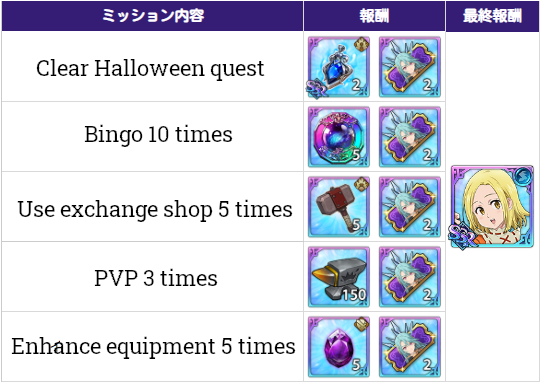 ミッション内容 報酬 最終報酬
Clear Halloween quest 2 2
SSR
Bingo 10 times 5 2
Use exchange shop 5 times 5 2
SSR
PVP 3 times 150 2
Enhance equipment 5 times 5 2